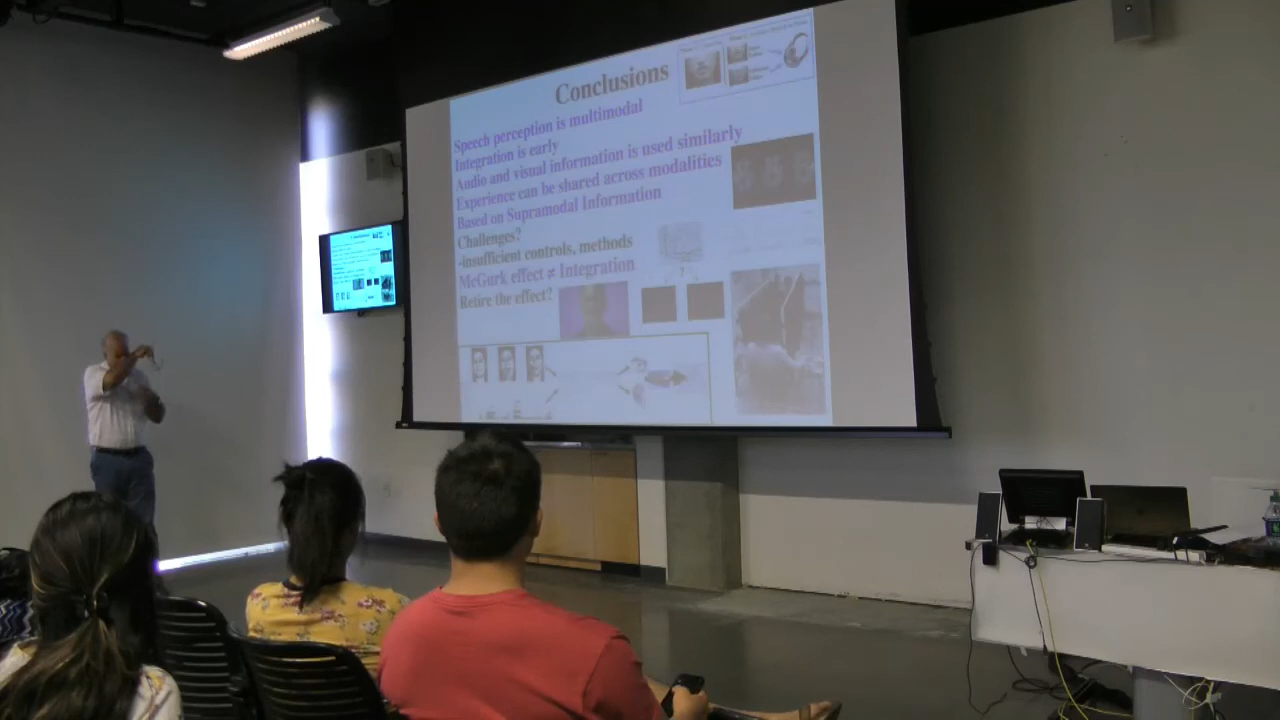 Conclusions
Speech perception is multimodal
Integration is early
Audio and visual information is used similarly
Experience can be shared across modalities
Based on Supramodal Information
Challenges?
-insufficient controls, methods
McGurk effect ≠ Integration
Retire the effect?